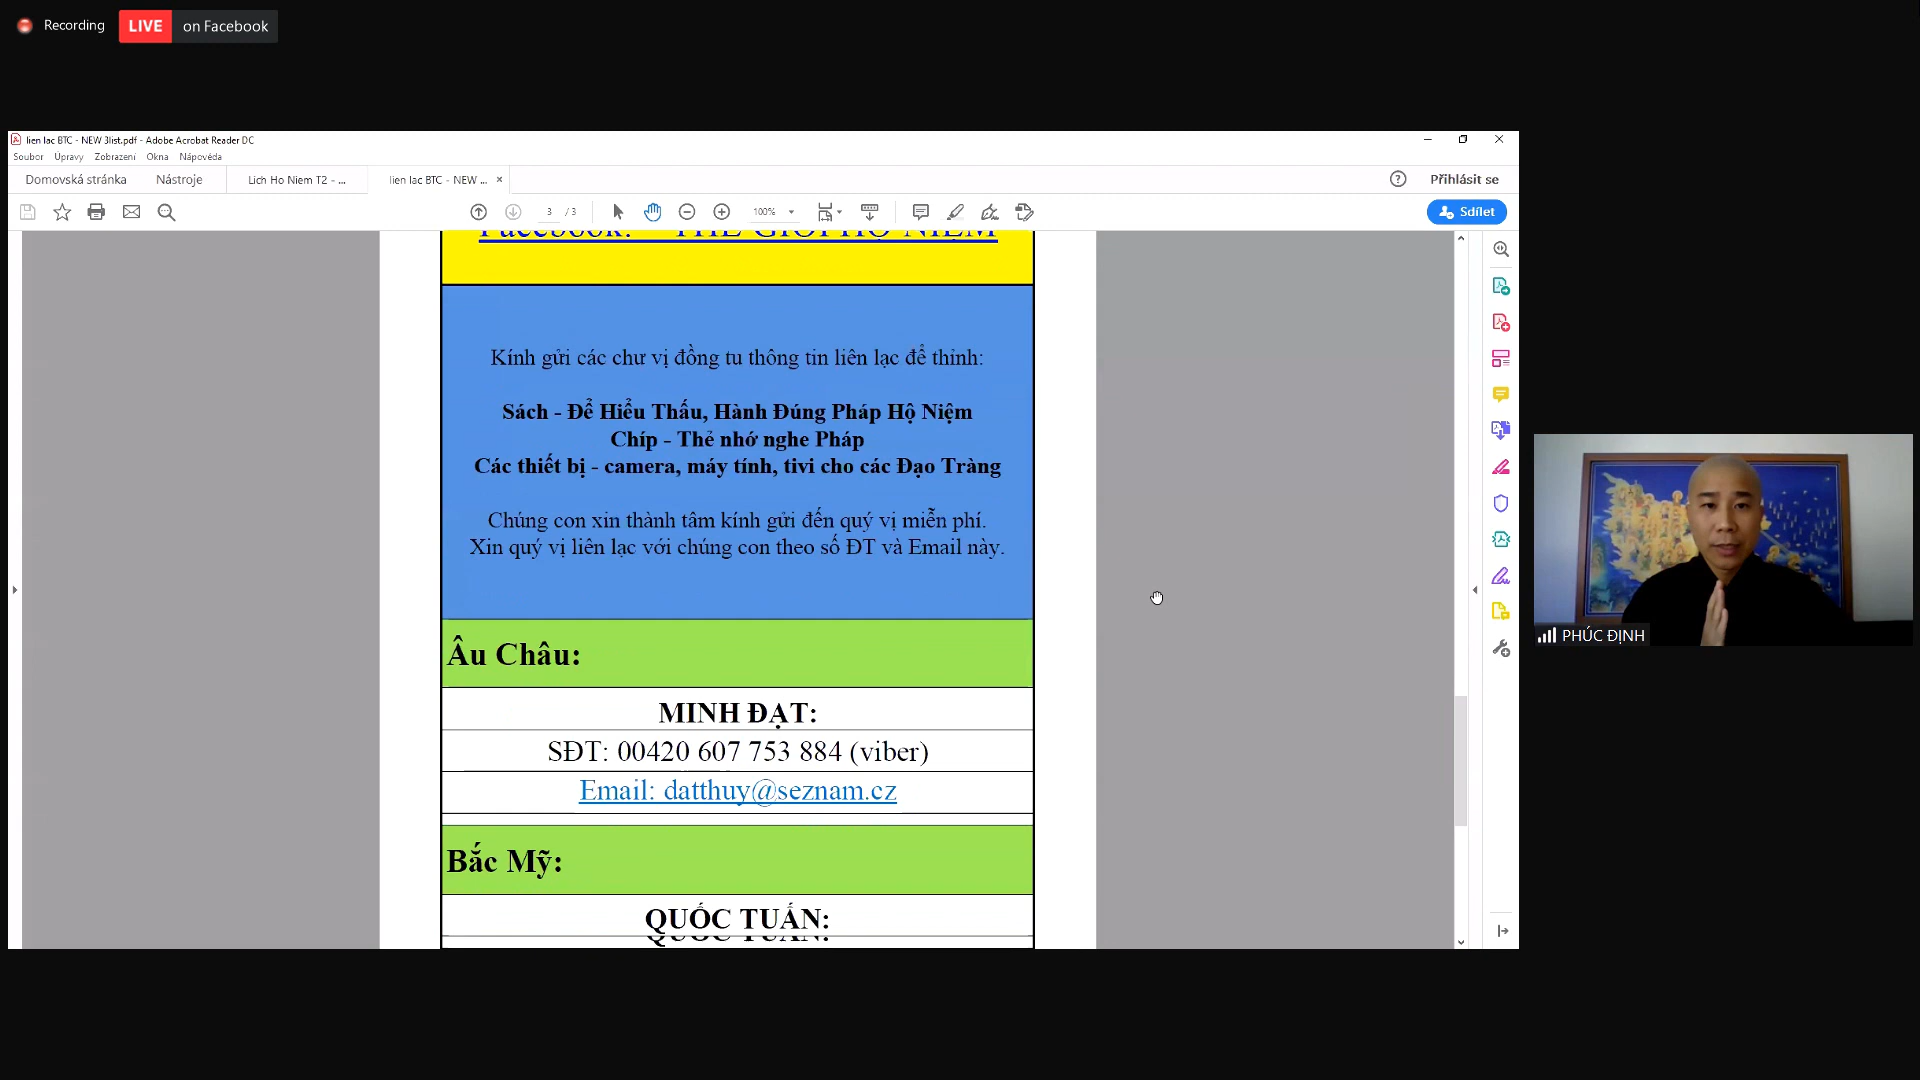 Recording
LIVE on Facebook
lien lac BTC - NEW 3list.pdf - Adobe Acrobat Reader DC
Soubor Úpravy Zobrazení Okna Nápověda
Domovská stránka Nástroje Lich Ho Niem T2 - ... lien lac BTC - NEW ... × Přihlásit se
3 / 3 100% Sdílet
Facebook: THẾ GIỚI HỘ NIỆM
Kính gửi các chư vị đồng tu thông tin liên lạc để thỉnh:
Sách - Để Hiểu Thấu, Hành Đúng Pháp Hộ Niệm
Chíp - Thẻ nhớ nghe Pháp
Các thiết bị - camera, máy tính, tivi cho các Đạo Tràng
Chúng con xin thành tâm kính gửi đến quý vị miễn phí.
Xin quý vị liên lạc với chúng con theo số ĐT và Email này.
Âu Châu:
MINH ĐẠT:
SĐT: 00420 607 753 884 (viber)
Email: datthuy@seznam.cz
Bắc Mỹ:
QUỐC TUẤN:
PHÚC ĐỊNH